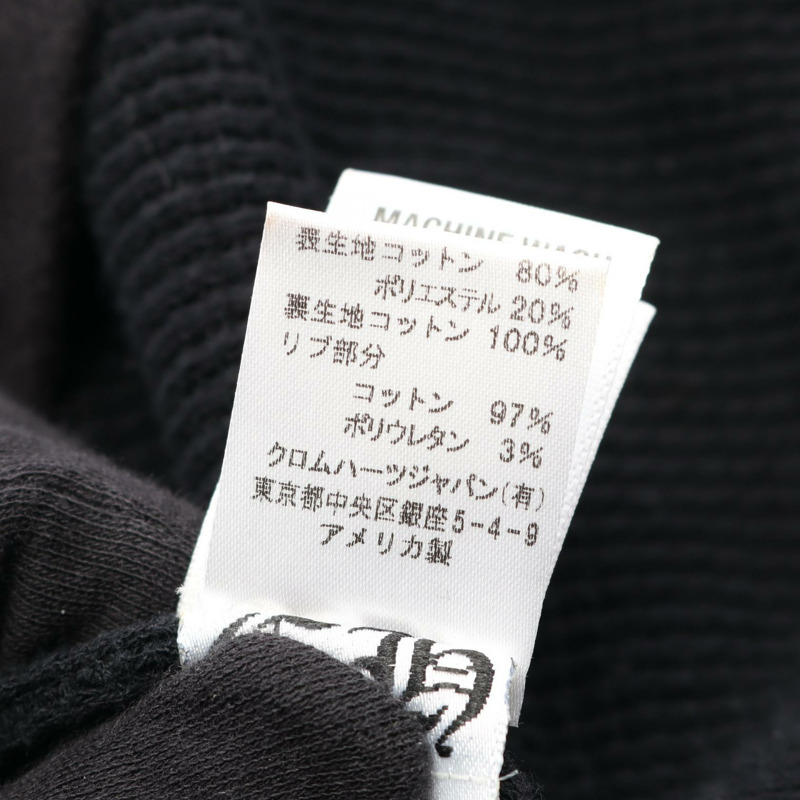 MACHINE WASH
表生地コットン 80%
ポリエステル 20%
裏生地コットン 100%
リブ部分
コットン 97%
ポリウレタン 3%
クロムハーツジャパン(有)
東京都中央区銀座5-4-9
アメリカ製